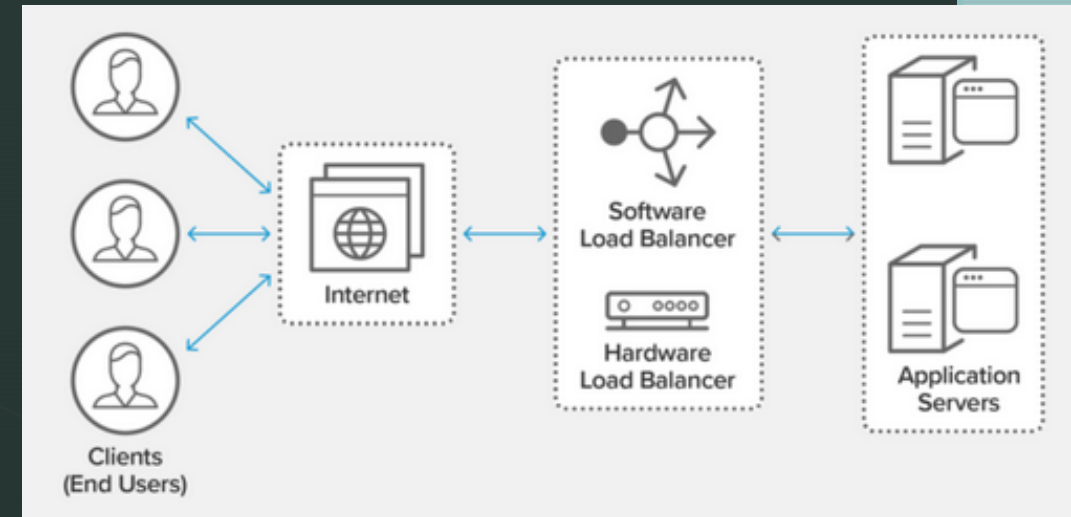 Clients
(End Users)
Internet
Software
Load Balancer
Hardware
Load Balancer
Application
Servers